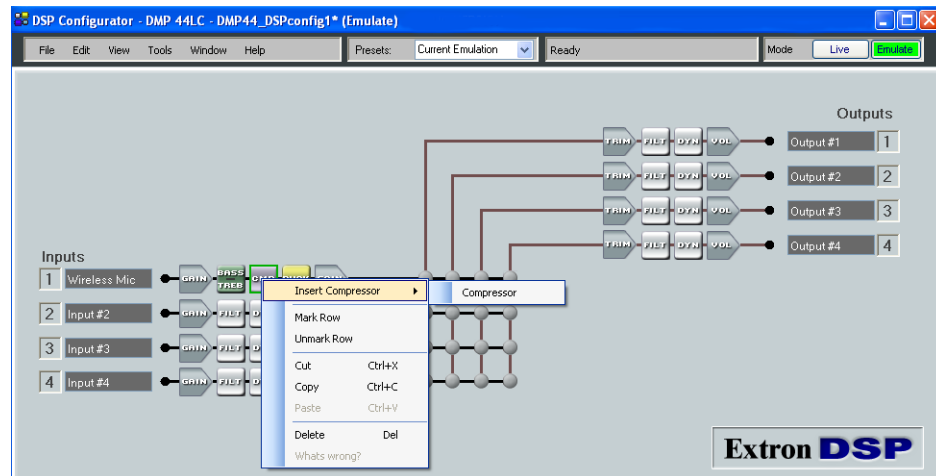 DSP Configurator - DMP 44LC - DMP44_DSPconfig1* (Emulate)
File Edit View Tools Window Help Presets: Current Emulation Ready Mode Live Emulate
Outputs
TRIM FILT DYN VOL Output #1 1
TRIM FILT DYN VOL Output #2 2
TRIM FILT DYN VOL Output #3 3
TRIM FILT DYN VOL Output #4 4
Inputs
1 Wireless Mic GAIN BASS TREB
2 Input #2 GAIN FILT
3 Input #3 GAIN FILT
4 Input #4 GAIN FILT
Insert Compressor
Compressor
Mark Row
Unmark Row
Cut Ctrl+X
Copy Ctrl+C
Paste Ctrl+V
Delete Del
Whats wrong?
Extron DSP